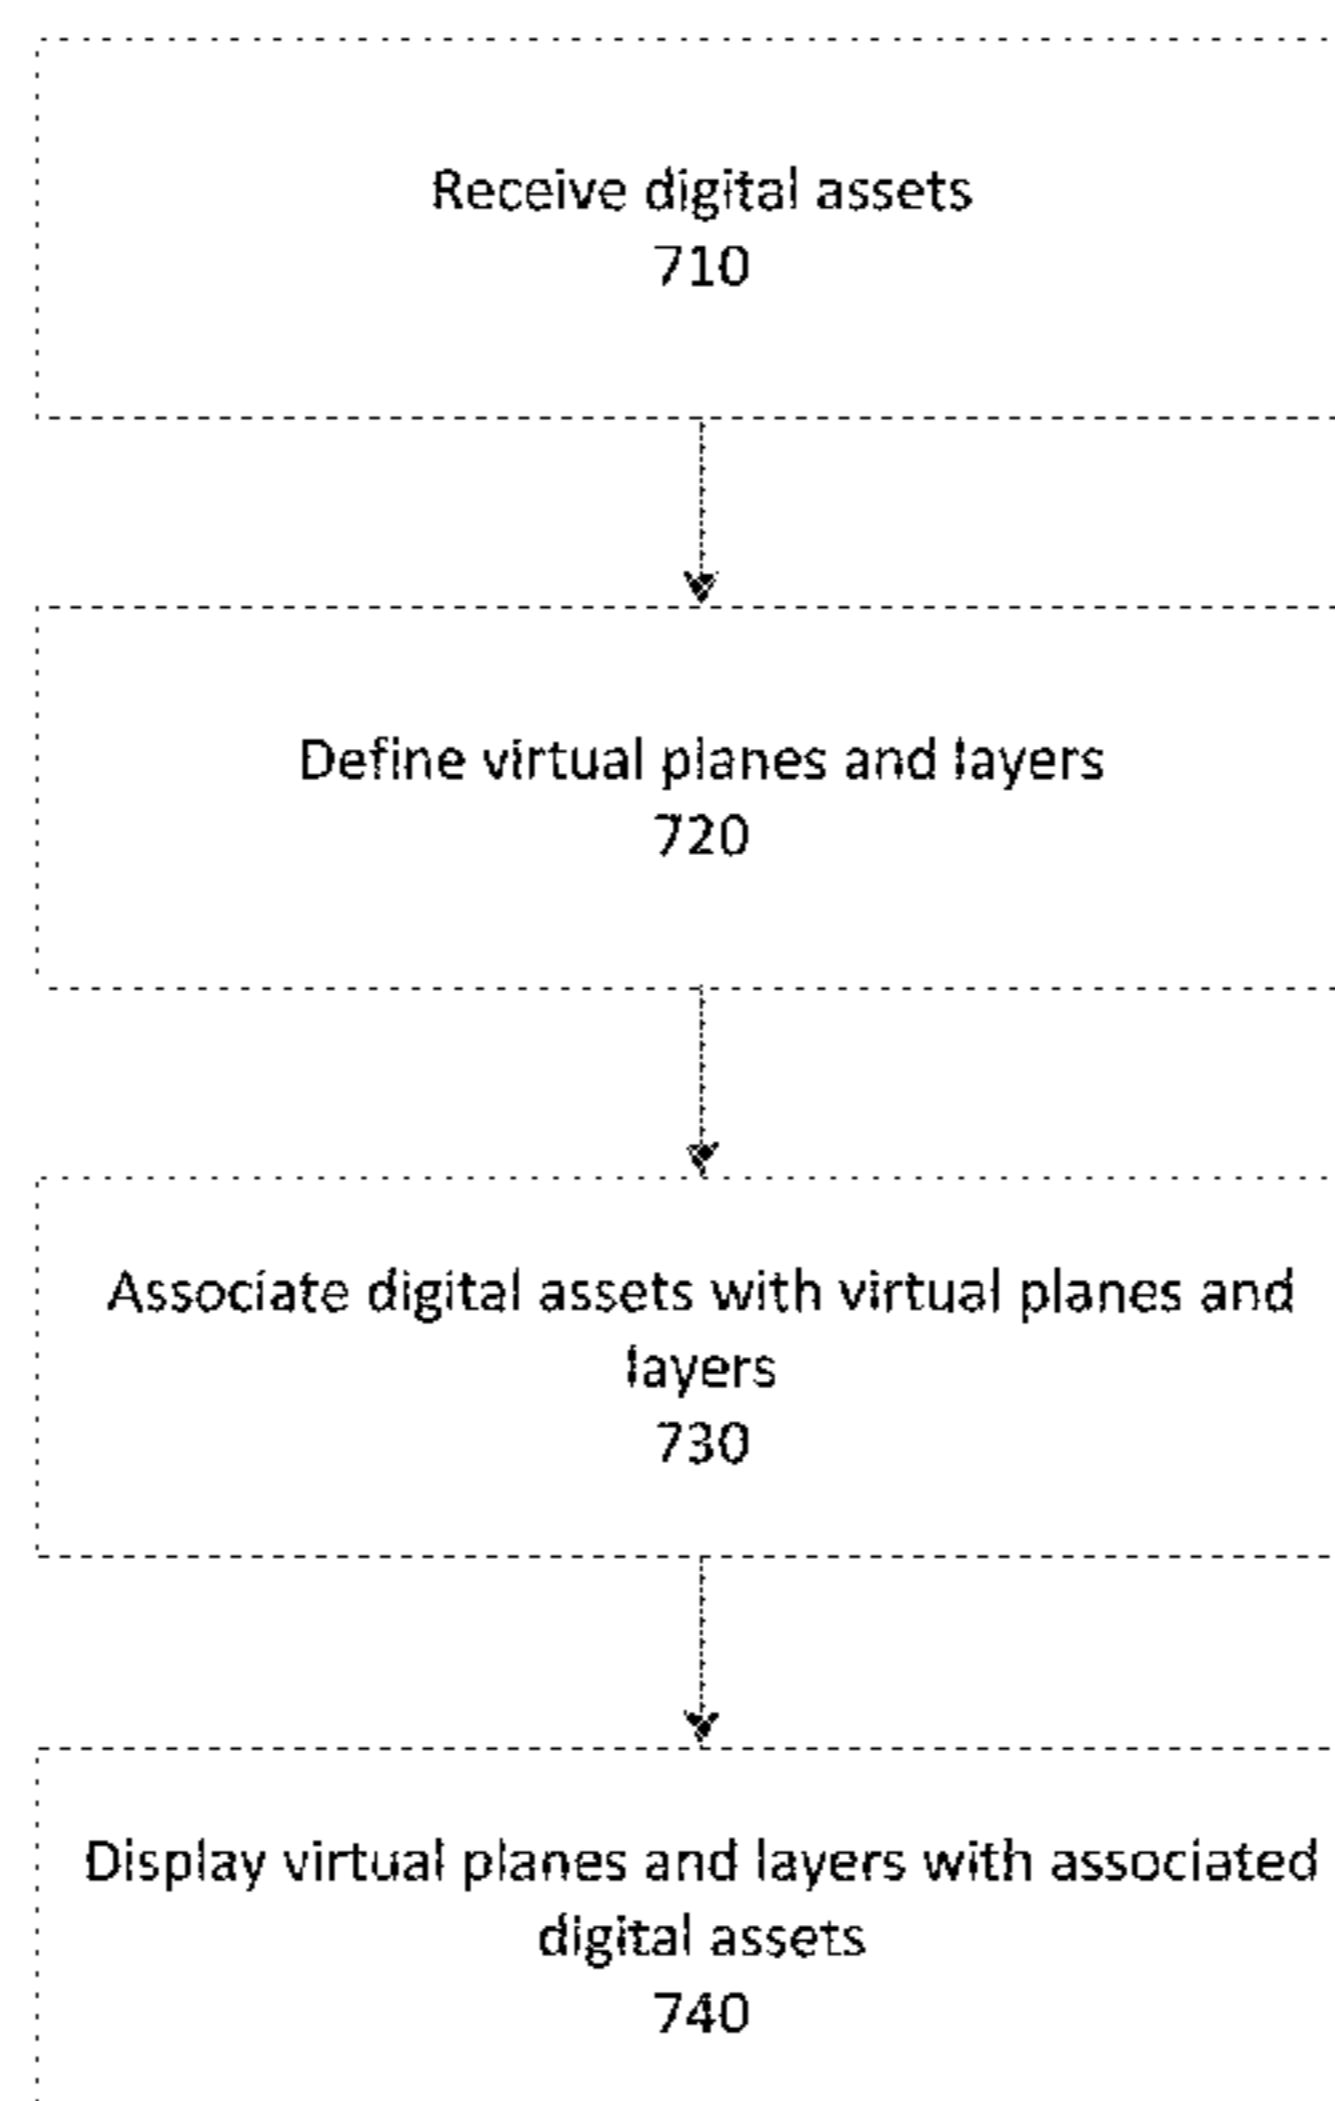 Receive digital assets
710
Define virtual planes and layers
720
Associate digital assets with virtual planes and
layers
730
Display virtual planes and layers with associated
digital assets
740